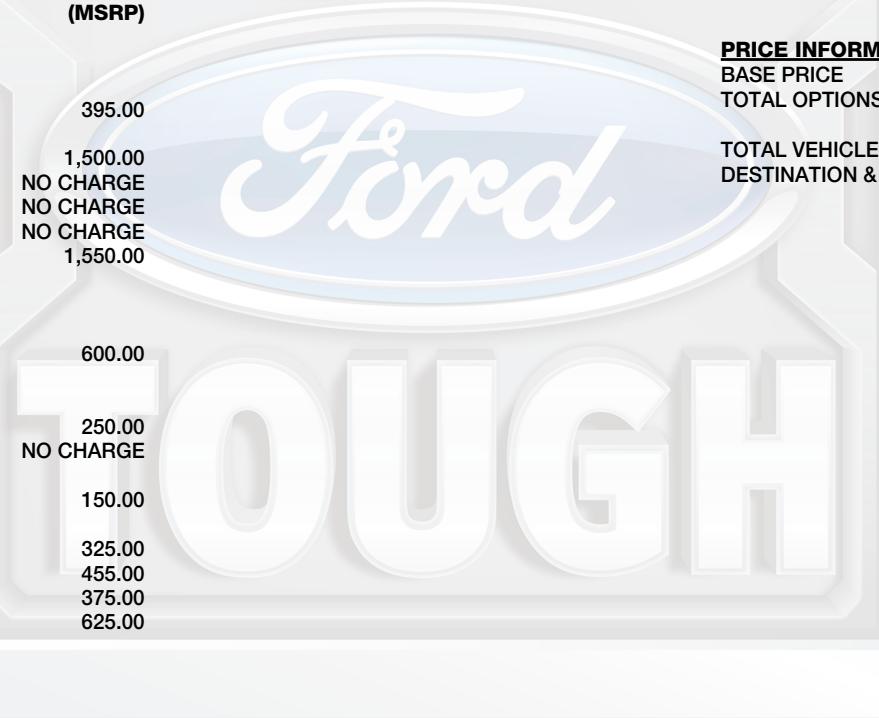 (MSRP)
395.00
1,500.00
NO CHARGE
NO CHARGE
NO CHARGE
1,550.00
600.00
250.00
NO CHARGE
150.00
325.00
455.00
375.00
625.00
PRICE INFORM
BASE PRICE
TOTAL OPTIONS
TOTAL VEHICLE
DESTINATION &
Ford
TOUGH